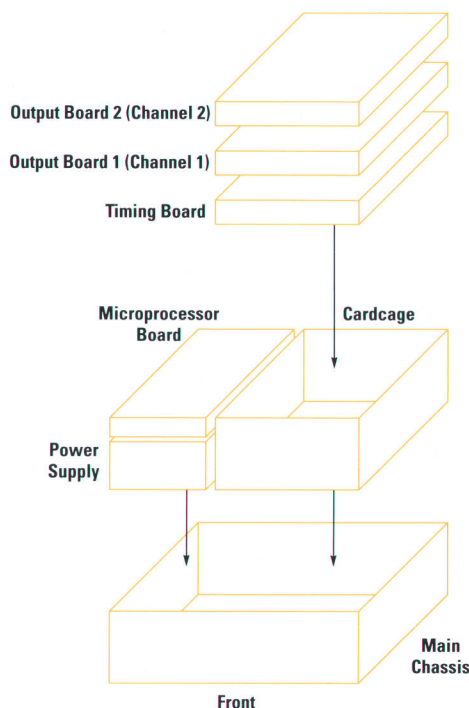 Output Board 2 (Channel 2)
Output Board 1 (Channel 1)
Timing Board
Microprocessor
Board
Cardcage
Power
Supply
Main
Chassis
Front